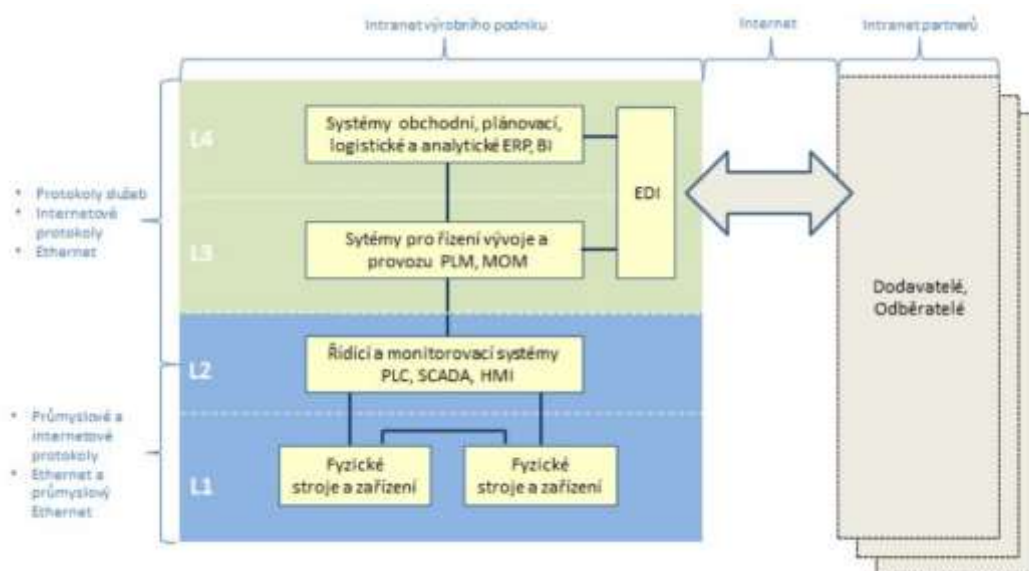 Intranet výrobního podniku
Internet
Intranet partnerů
L4
Systémy obchodní, plánovací,
logistické a analytické ERP, BI
EDI
• Protokoly služeb
• Internetové
protokoly
• Ethernet
L3
Sytémy pro řízení vývoje a
provozu PLM, MOM
Dodavatelé,
Odběratelé
L2
Řídicí a monitorovací systémy
PLC, SCADA, HMI
• Průmyslové a
internetové
protokoly
• Ethernet a
průmyslový
Ethernet
L1
Fyzické
stroje a zařízení
Fyzické
stroje a zařízení